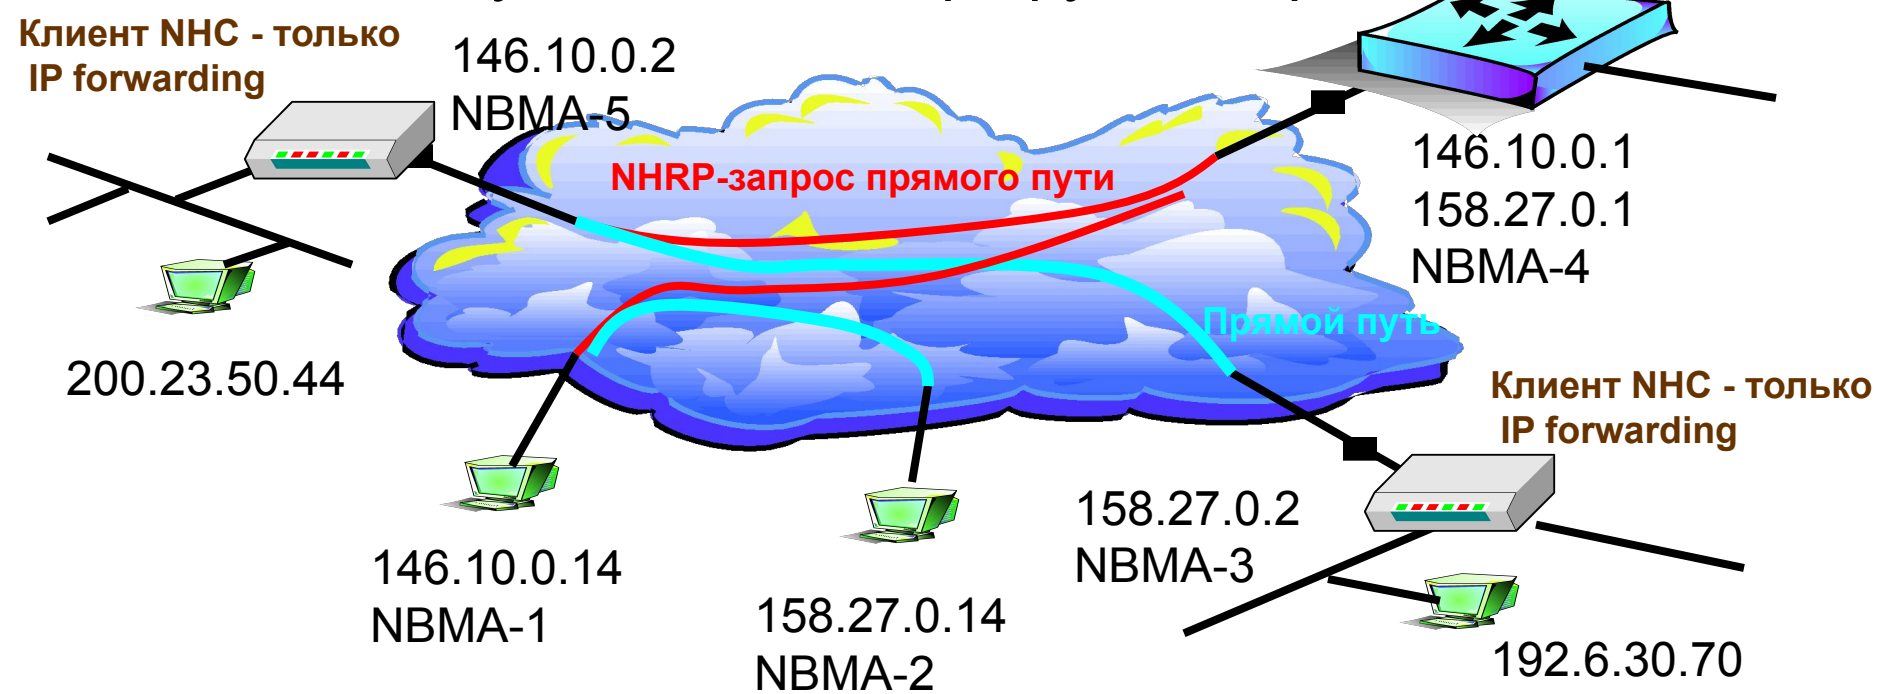 Клиент NHC - только
IP forwarding
146.10.0.2
NBMA-5
NHRP-запрос прямого пути
146.10.0.1
158.27.0.1
NBMA-4
Прямой путь
200.23.50.44
Клиент NHC - только
IP forwarding
146.10.0.14
NBMA-1
158.27.0.14
NBMA-2
158.27.0.2
NBMA-3
192.6.30.70